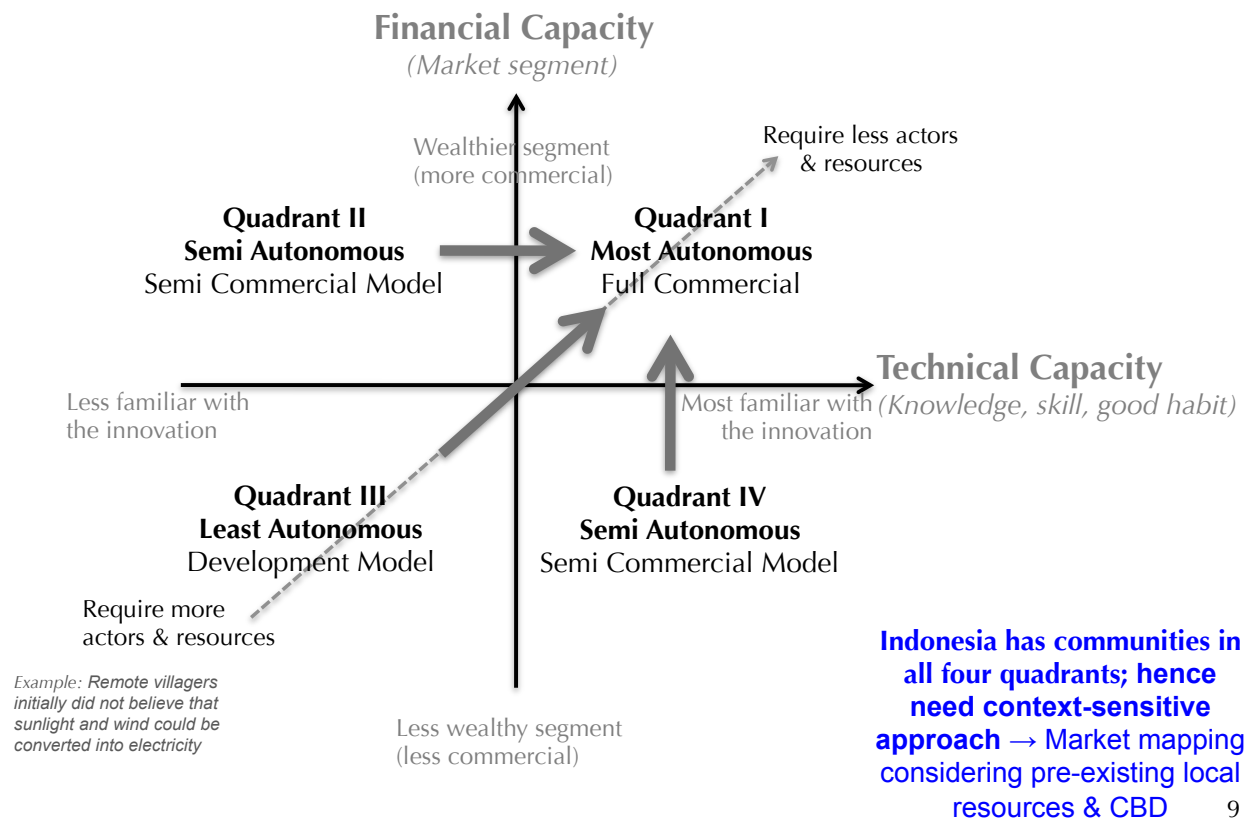 Financial Capacity
(Market segment)
Wealthier segment
(more commercial)
Require less actors
& resources
Quadrant II
Semi Autonomous
Semi Commercial Model
Quadrant I
Most Autonomous
Full Commercial
Technical Capacity
(Knowledge, skill, good habit)
Less familiar with
the innovation
Most familiar with
the innovation
Quadrant III
Least Autonomous
Development Model
Quadrant IV
Semi Autonomous
Semi Commercial Model
Require more
actors & resources
Example: Remote villagers
initially did not believe that
sunlight and wind could be
converted into electricity
Less wealthy segment
(less commercial)
Indonesia has communities in
all four quadrants; hence
need context-sensitive
approach → Market mapping
considering pre-existing local
resources & CBD
9